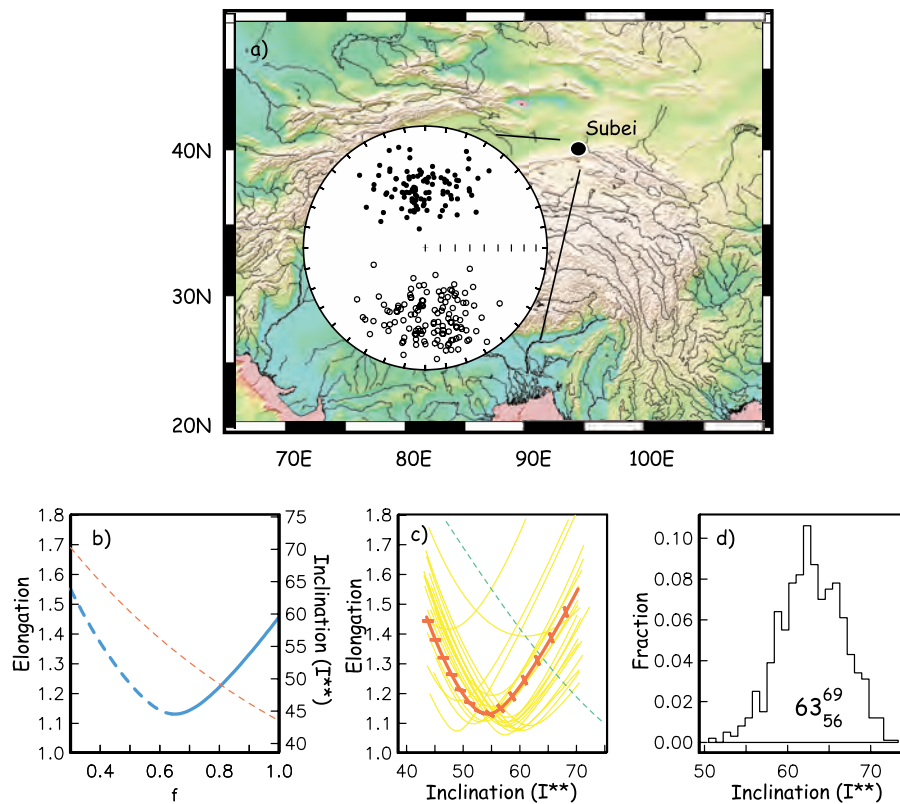 a)
Subei
40N
30N
20N
70E 80E 90E 100E
b)
1.8
1.7
1.6
1.5
1.4
1.3
1.2
1.1
1.0
Elongation
0.4 0.6 0.8 1.0
f
75
70
65
60
55
50
45
40
Inclination (I**)
c)
1.8
1.7
1.6
1.5
1.4
1.3
1.2
1.1
1.0
Elongation
40 50 60 70
Inclination (I**)
d)
0.10
0.08
0.06
0.04
0.02
0.00
Fraction
63 69 56
50 60 70
Inclination (I**)